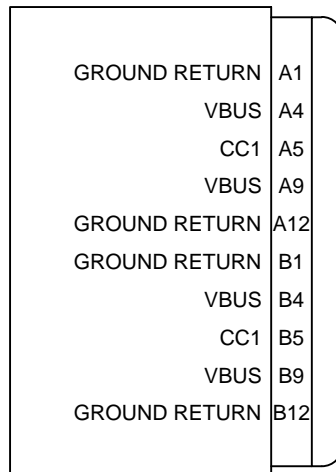 GROUND RETURN A1
VBUS A4
CC1 A5
VBUS A9
GROUND RETURN A12
GROUND RETURN B1
VBUS B4
CC1 B5
VBUS B9
GROUND RETURN B12